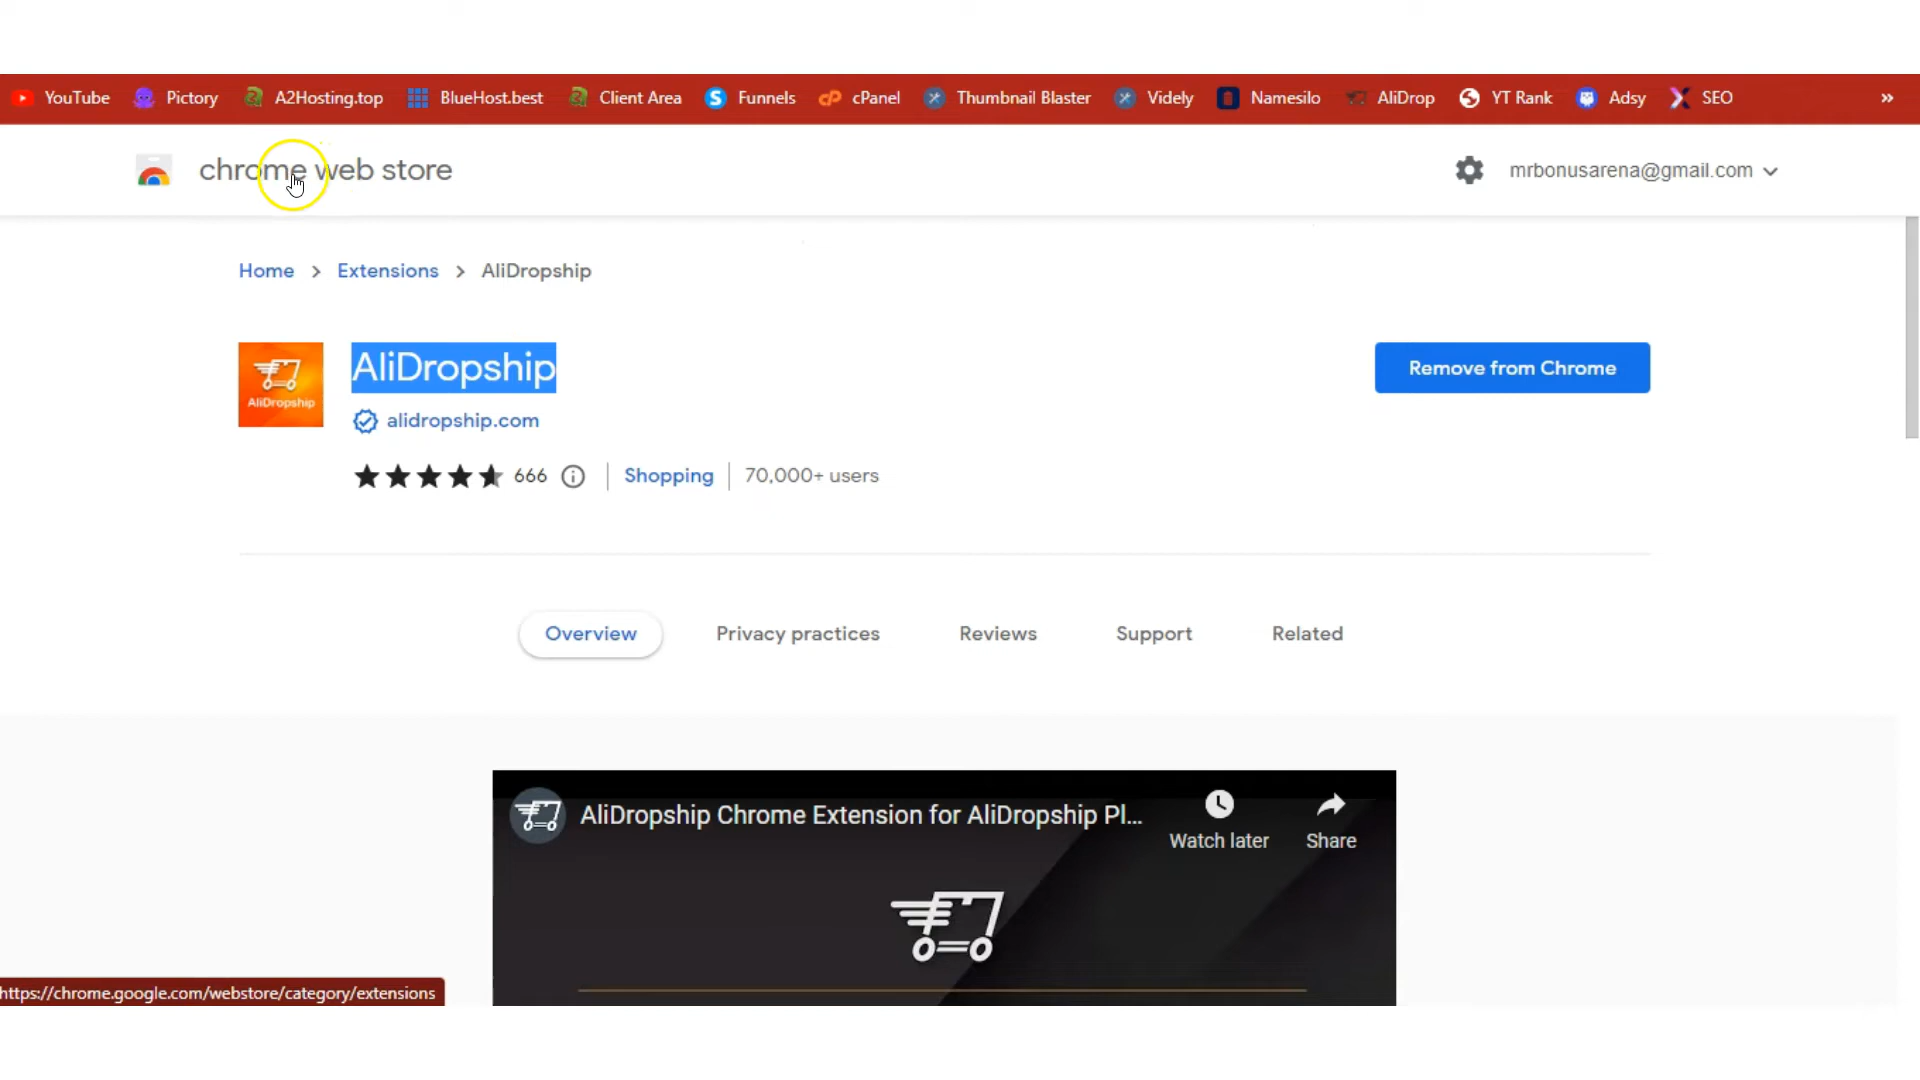 YouTube Pictory A2Hosting.top BlueHost.best Client Area Funnels cPanel Thumbnail Blaster Videly Namesilo AliDrop YT Rank Adsy SEO »
chrome web store mrbonusarena@gmail.com
Home > Extensions > AliDropship
AliDropship
AliDropship
Remove from Chrome
alidropship.com
666 Shopping 70,000+ users
Overview Privacy practices Reviews Support Related
AliDropship Chrome Extension for AliDropship Pl...
Watch later Share
https://chrome.google.com/webstore/category/extensions